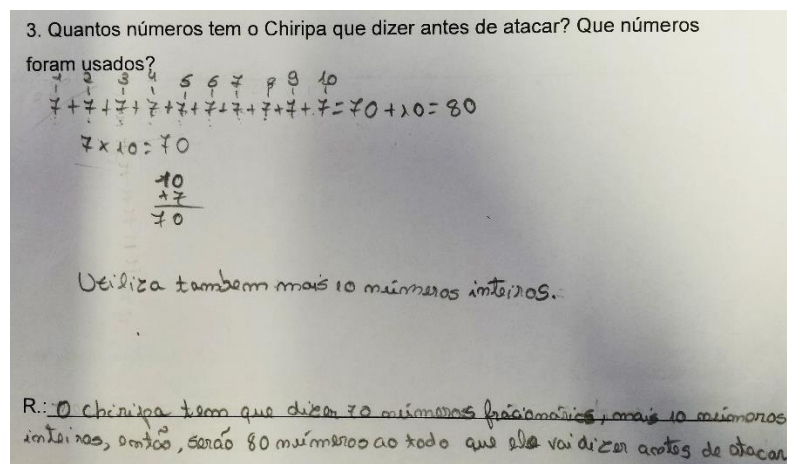 3. Quantos números tem o Chiripa que dizer antes de atacar? Que números
foram usados?
1 2 3 4 5 6 7 8 9 10
7+7+7+7+7+7+7+7+7+7=70+10=80
7x10=70
10
+7
70
Utiliza tambem mais 10 números inteiros.
R.: O Chiripa tem que dizer 70 números fracionários, mais 10 números
inteiros, então, serão 80 números ao todo que ele vai dizer antes de atacar